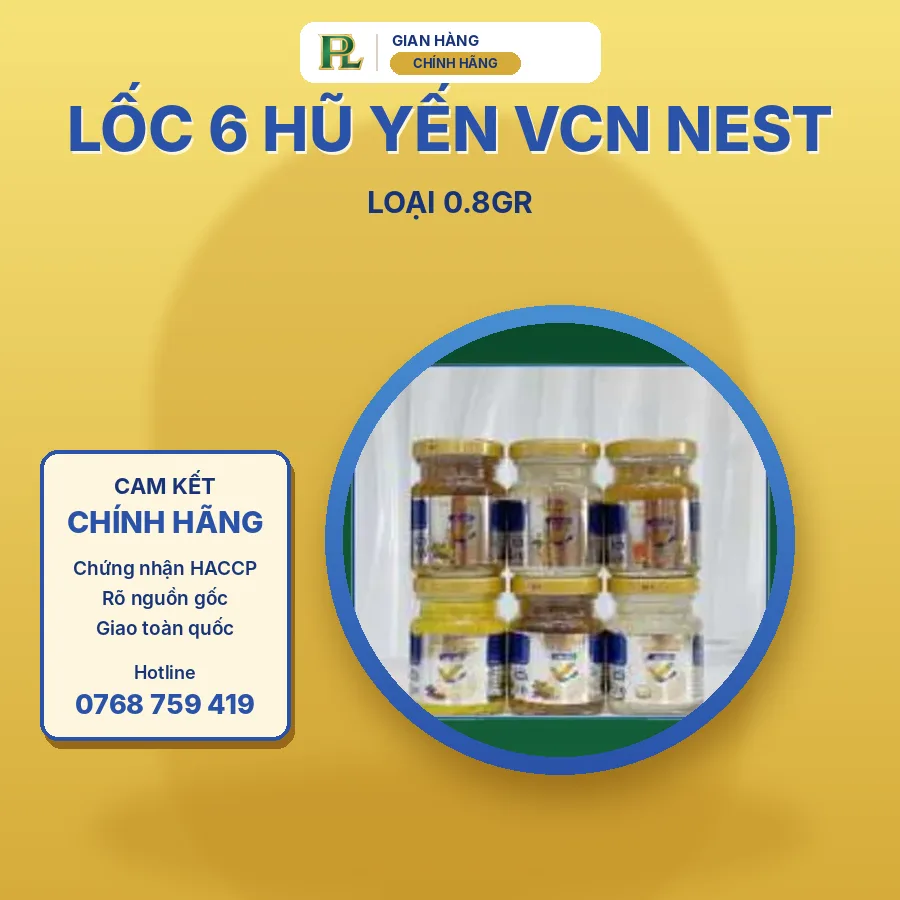 PL
GIAN HÀNG
CHÍNH HÃNG
LỐC 6 HŨ YẾN VCN NEST
LOẠI 0.8GR
CAM KẾT
CHÍNH HÃNG
Chứng nhận HACCP
Rõ nguồn gốc
Giao toàn quốc
Hotline
0768 759 419